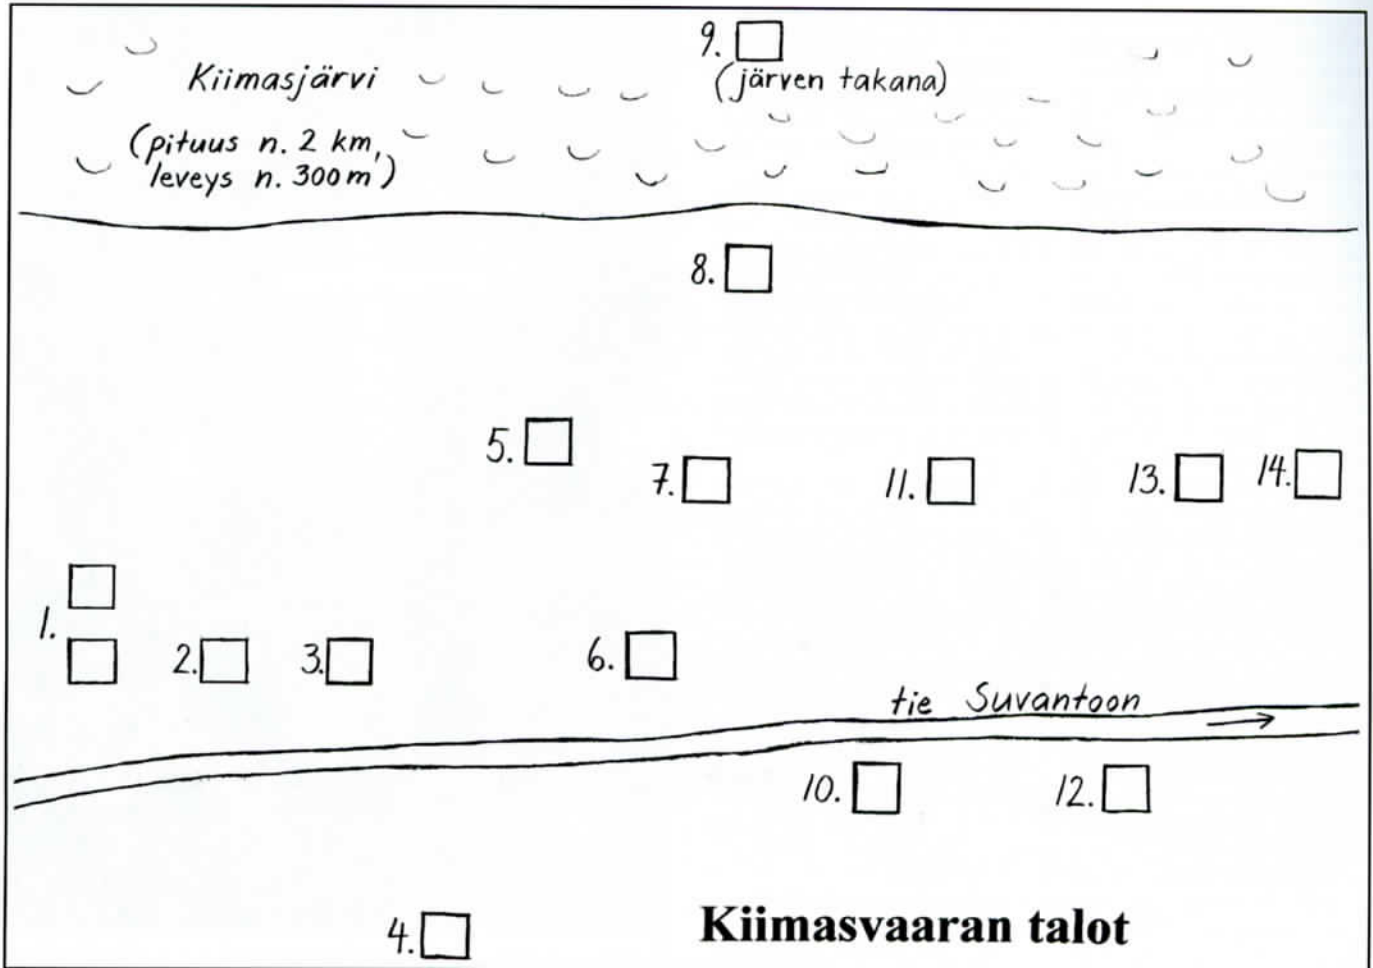 9.
(järven takana)
Kiimasjärvi
(pituus n. 2 km,
leveys n. 300 m)
8.
5.
7.
11.
13.
14.
1.
2.
3.
6.
tie Suvantoon
10.
12.
4.
Kiimasvaaran talot